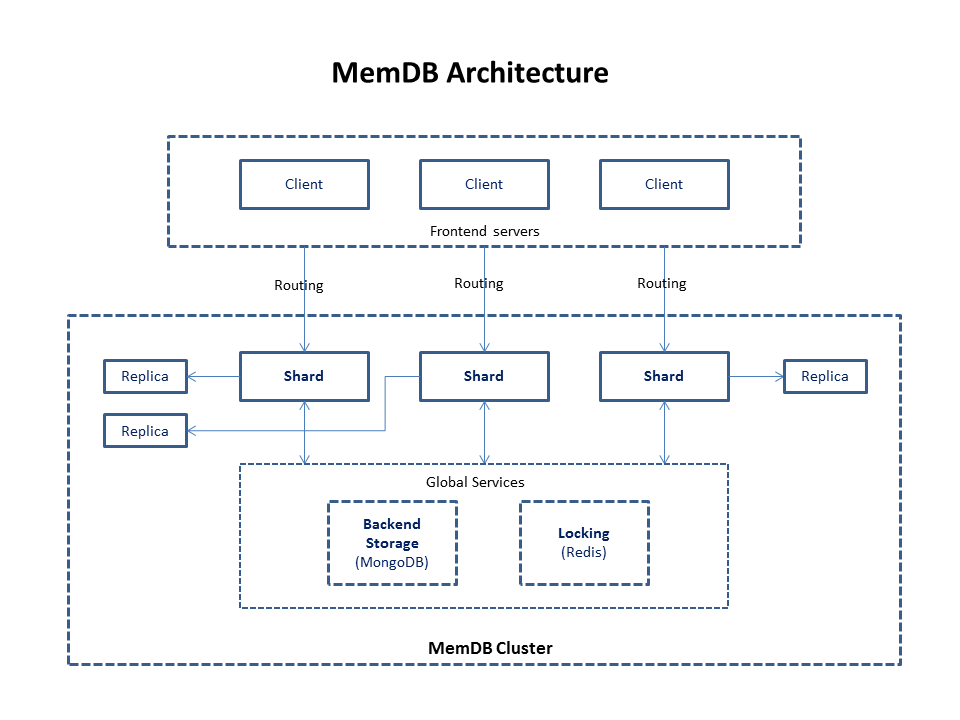 MemDB Architecture
Client
Client
Client
Frontend servers
Routing
Routing
Routing
Replica
Shard
Shard
Shard
Replica
Replica
Global Services
Backend
Storage
(MongoDB)
Locking
(Redis)
MemDB Cluster